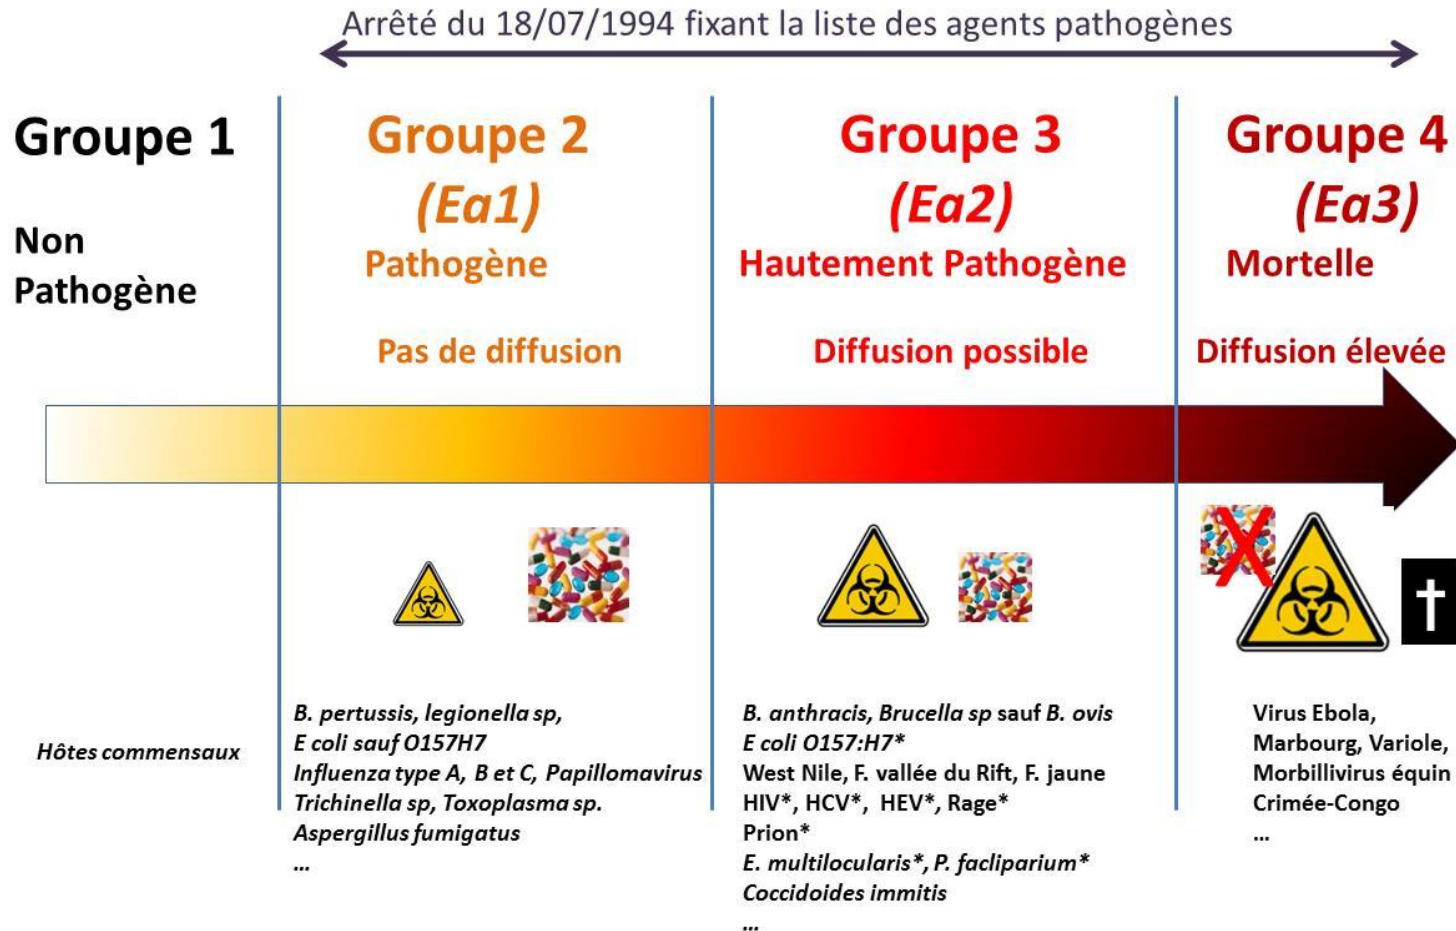 Arrêté du 18/07/1994 fixant la liste des agents pathogènes
Groupe 1
Non
Pathogène
Hôtes commensaux
Groupe 2
(Ea1)
Pathogène
Pas de diffusion
B. pertussis, legionella sp,
E coli sauf O157H7
Influenza type A, B et C, Papillomavirus
Trichinella sp, Toxoplasma sp.
Aspergillus fumigatus
...
Groupe 3
(Ea2)
Hautement Pathogène
Diffusion possible
B. anthracis, Brucella sp sauf B. ovis
E coli O157:H7*
West Nile, F. vallée du Rift, F. jaune
HIV*, HCV*, HEV*, Rage*
Prion*
E. multilocularis*, P. facliparium*
Coccidoides immitis
...
Groupe 4
(Ea3)
Mortelle
Diffusion élevée
X
Virus Ebola,
Marbourg, Variole,
Morbillivirus équin
Crimée-Congo
...